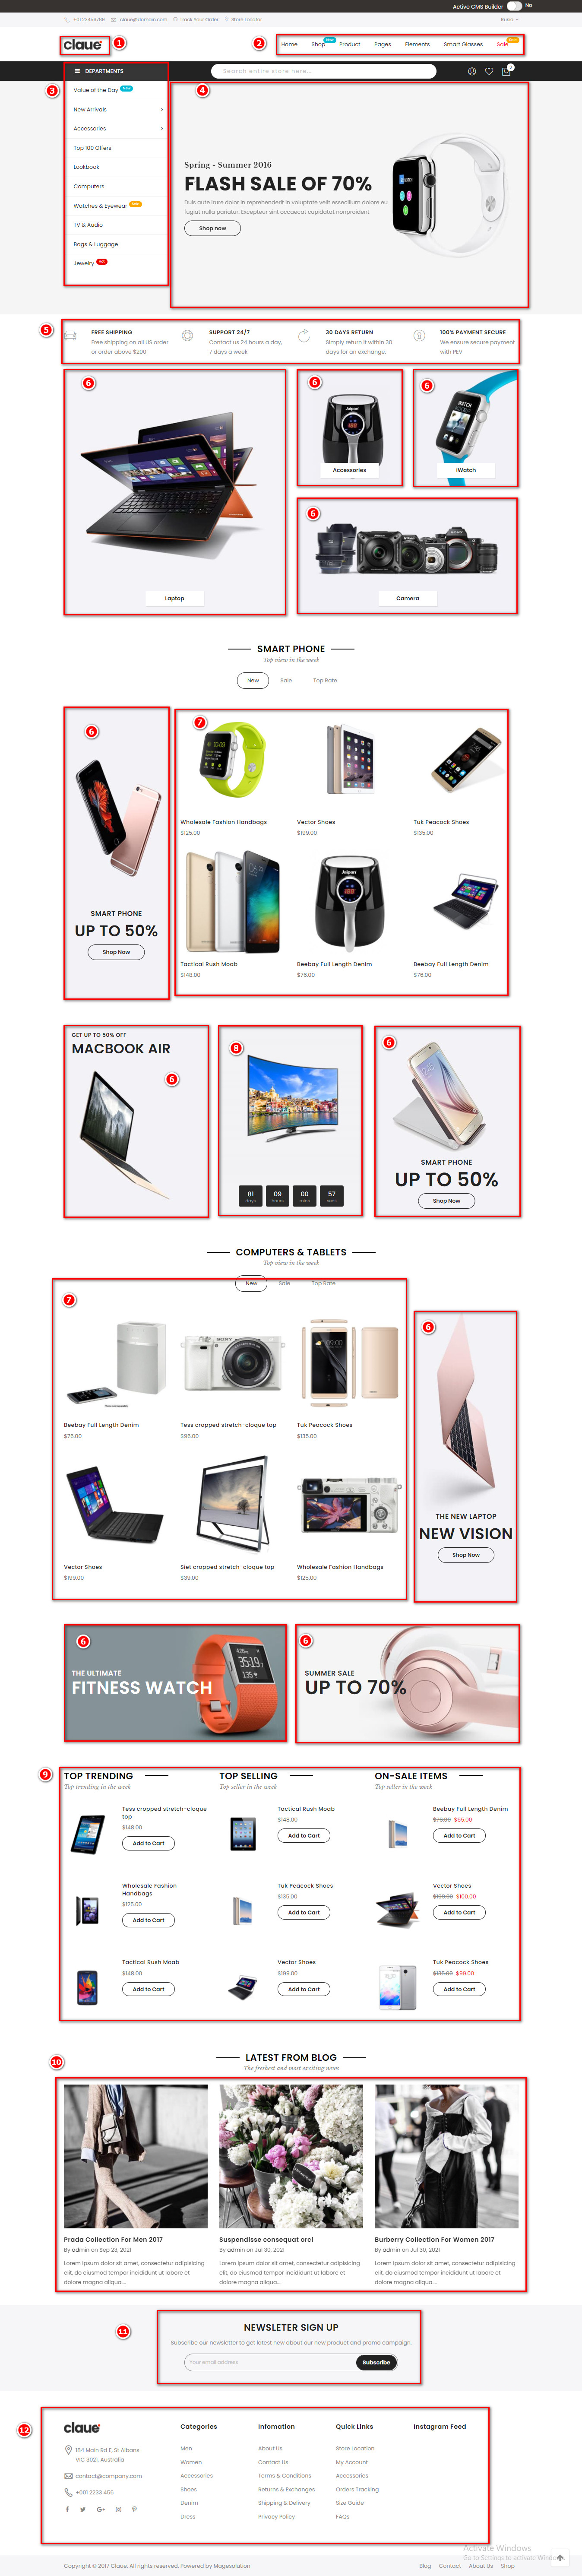 Active CMS Builder No
+01 23456789 claue@domain.com Track Your Order Store Locator
claue
1
2
Home Shop New Product Pages Elements Smart Glasses Sale
DEPARTMENTS
Search entire store here...
3
Value of the Day New
New Arrivals
Accessories
Top 100 Offers
Lookbook
Computers
Watches & Eyewear
TV & Audio
Bags & Luggage
Jewelry Hot
4
Spring - Summer 2016
FLASH SALE OF 70%
Duis aute irure dolor in reprehenderit in voluptate velit essecillum dolore eu
fugiat nulla pariatur. Excepteur sint occaecat cupidatat nonproident
Shop now
5
FREE SHIPPING
Free shipping on all US order
or order above $200
SUPPORT 24/7
Contact us 24 hours a day,
7 days a week
30 DAYS RETURN
Simply return it within 30
days for an exchange.
100% PAYMENT SECURE
We ensure secure payment
with PEV
6
Laptop
6
Accessories
6
iWatch
6
Camera
SMART PHONE
Top view in the week
New Sale Top Rate
6
SMART PHONE
UP TO 50%
Shop Now
7
Wholesale Fashion Handbags
$125.00
Vector Shoes
$199.00
Tuk Peacock Shoes
$135.00
Tactical Rush Moab
$148.00
Beebay Full Length Denim
$76.00
Beebay Full Length Denim
$76.00
GET UP TO 50% OFF
MACBOOK AIR
6
8
81 09 00 57
days hours mins secs
6
SMART PHONE
UP TO 50%
Shop Now
COMPUTERS & TABLETS
Top view in the week
New Sale Top Rate
7
SONY
Beebay Full Length Denim
$76.00
Tess cropped stretch-cloque top
$98.00
Tuk Peacock Shoes
$135.00
Vector Shoes
$199.00
Siet cropped stretch-cloque top
$39.00
Wholesale Fashion Handbags
$125.00
6
THE NEW LAPTOP
NEW VISION
Shop Now
6
THE ULTIMATE
FITNESS WATCH
6
SUMMER SALE
UP TO 70%
9
TOP TRENDING
Top trending in the week
Tess cropped stretch-cloque
top
$148.00
Add to Cart
Wholesale Fashion
Handbags
$125.00
Add to Cart
Tactical Rush Moab
$148.00
Add to Cart
TOP SELLING
Top seller in the week
Tactical Rush Moab
$148.00
Add to Cart
Tuk Peacock Shoes
$135.00
Add to Cart
Vector Shoes
$199.00
Add to Cart
ON-SALE ITEMS
Top seller in the week
Beebay Full Length Denim
$76.00 $65.00
Add to Cart
Vector Shoes
$199.00 $100.00
Add to Cart
Tuk Peacock Shoes
$135.00 $99.00
Add to Cart
10
LATEST FROM BLOG
The freshest and most exciting news
Prada Collection For Men 2017
By admin on Sep 23, 2021
Lorem ipsum dolor sit amet, consectetur adipisicing
elit, do eiusmod tempor incididunt ut labore et
dolore magna aliqua...
Suspendisse consequat orci
By admin on Jul 30, 2021
Lorem ipsum dolor sit amet, consectetur adipisicing
elit, do eiusmod tempor incididunt ut labore et
dolore magna aliqua...
Burberry Collection For Women 2017
By admin on Jul 30, 2021
Lorem ipsum dolor sit amet, consectetur adipisicing
elit, do eiusmod tempor incididunt ut labore et
dolore magna aliqua...
11
NEWSLETER SIGN UP
Subscribe our newsletter to get latest new about our new product and promo campaign.
Your email address Subscribe
12
claue
184 Main Rd E, St Albans
VIC 3021, Australia
contact@company.com
+001 2233 456
Categories
Men
Women
Accessories
Shoes
Denim
Dress
Infomation
About Us
Contact Us
Terms & Conditions
Returns & Exchanges
Shipping & Delivery
Privacy Policy
Quick Links
Store Location
My Account
Accessories
Orders Tracking
Size Guide
FAQs
Instagram Feed
Activate Windows
Go to Settings to activate Windows
Copyright © 2017 Claue. All rights reserved. Powered by Magesolution
Blog Contact About Us Shop